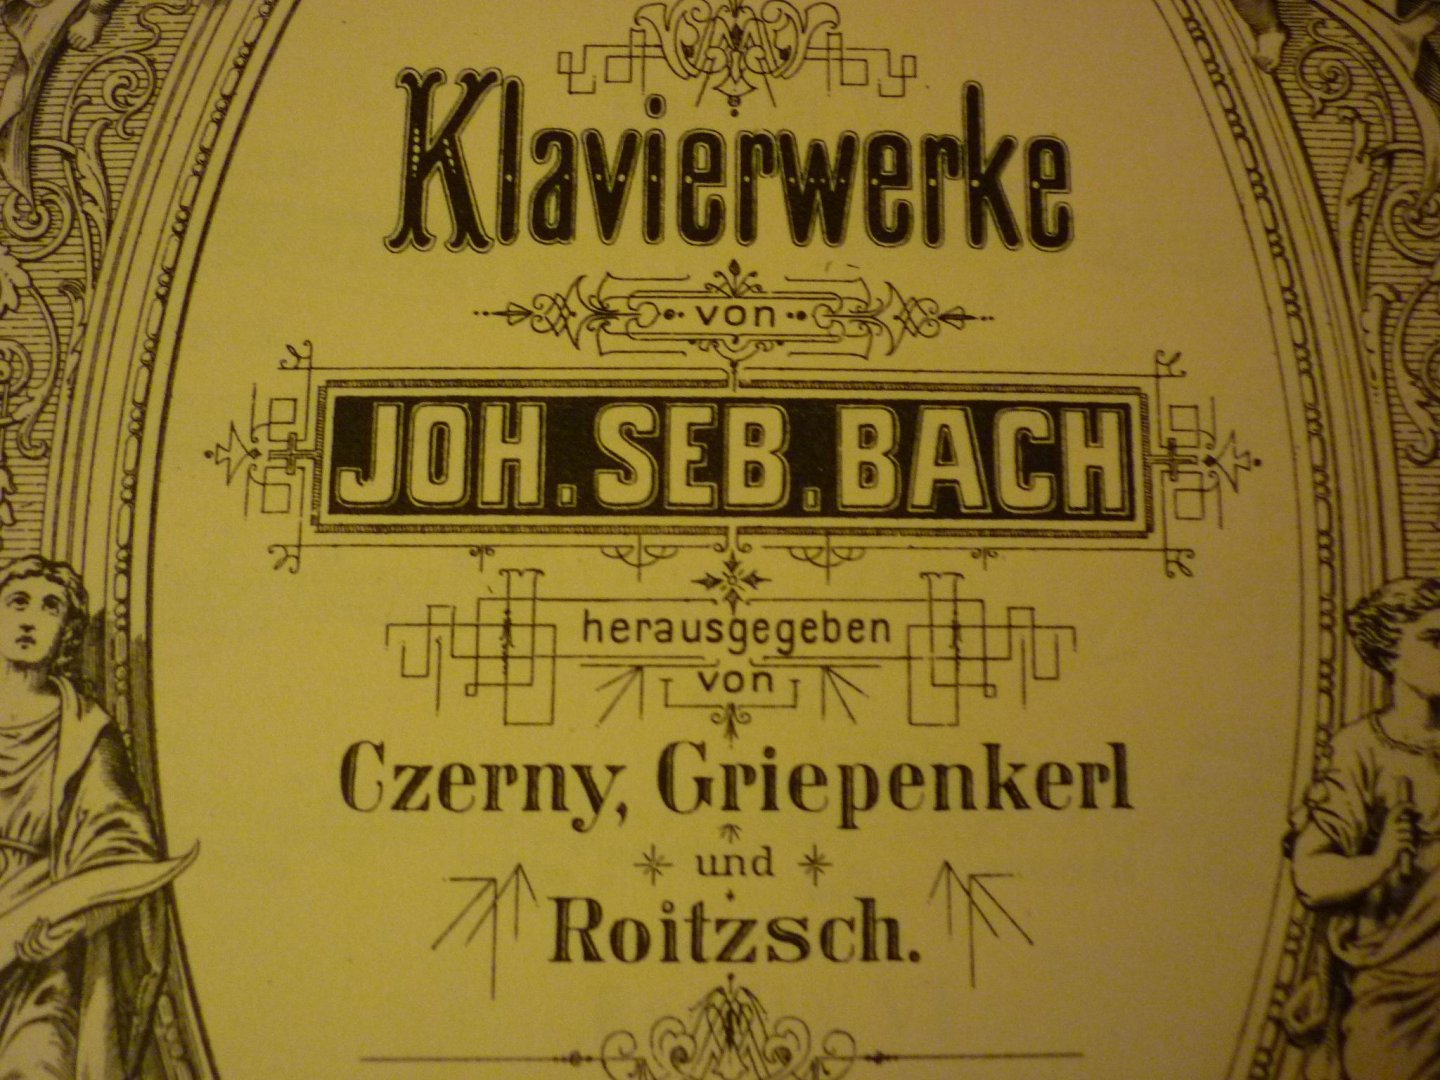 Klavierwerke
von
JOH. SEB. BACH
herausgegeben
von
Czerny, Griepenkerl
und
Roitzsch.